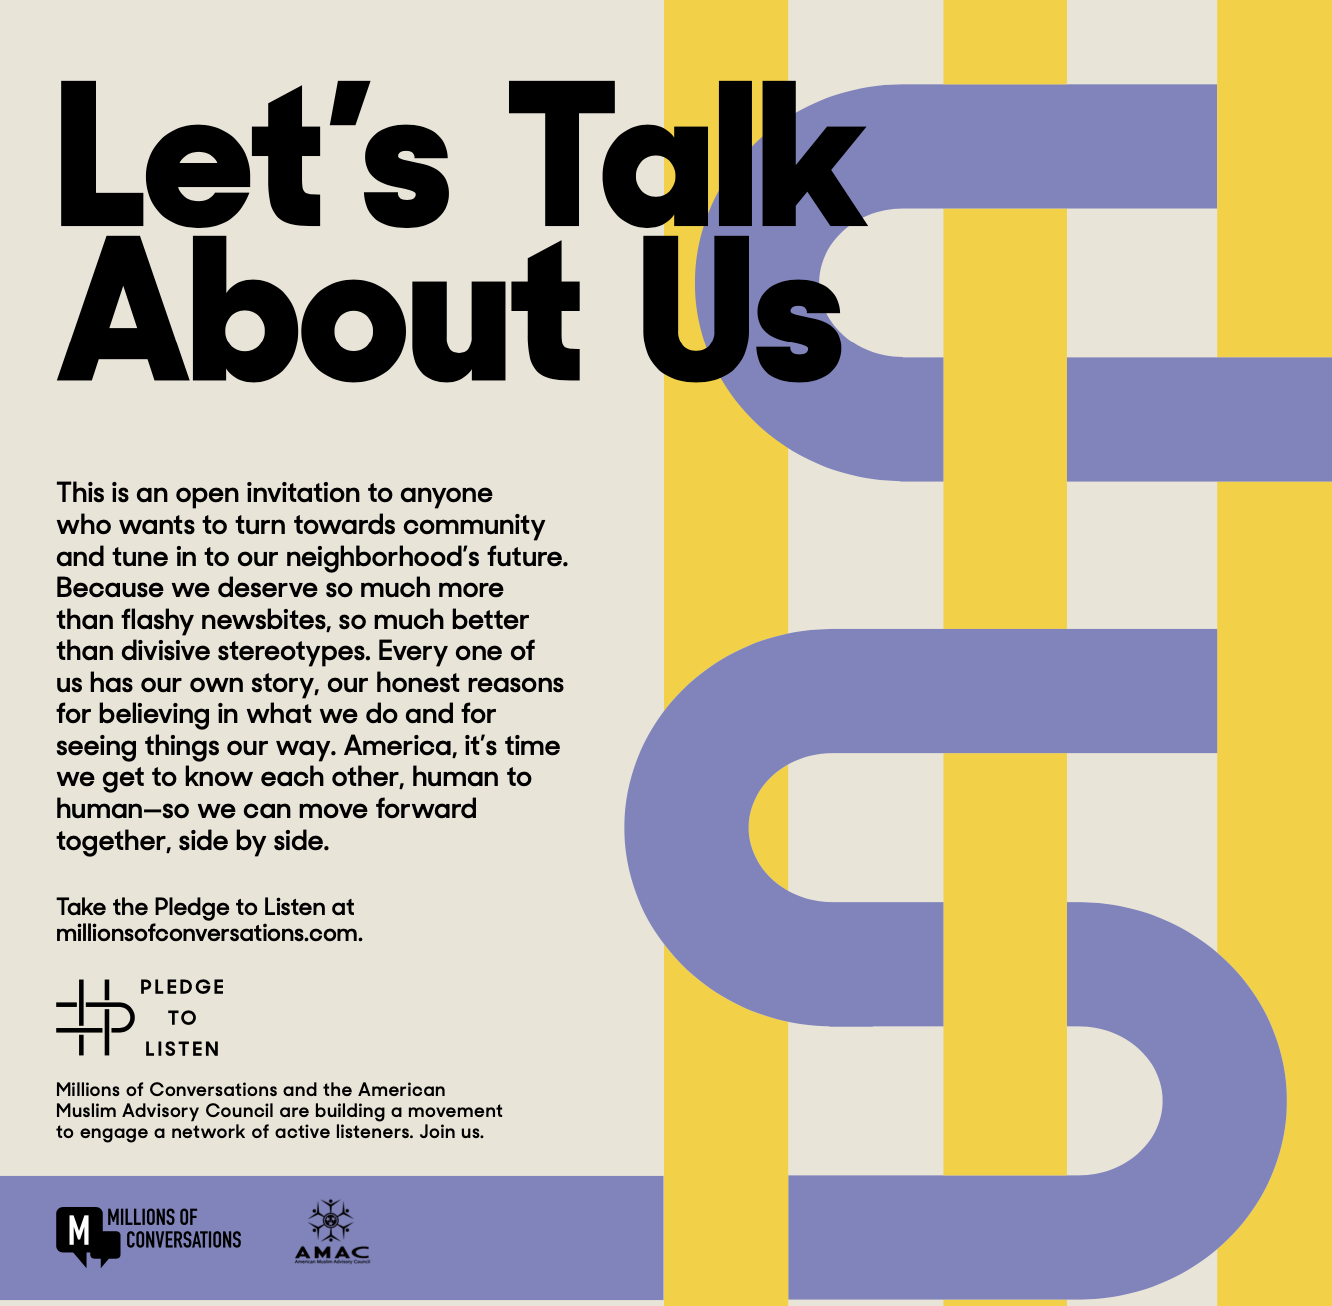 Let’s Talk
About Us
This is an open invitation to anyone
who wants to turn towards community
and tune in to our neighborhood’s future.
Because we deserve so much more
than flashy newsbites, so much better
than divisive stereotypes. Every one of
us has our own story, our honest reasons
for believing in what we do and for
seeing things our way. America, it’s time
we get to know each other, human to
human—so we can move forward
together, side by side.
Take the Pledge to Listen at
millionsofconversations.com.
PLEDGE
TO
LISTEN
Millions of Conversations and the American
Muslim Advisory Council are building a movement
to engage a network of active listeners. Join us.
M
MILLIONS OF
CONVERSATIONS
AMAC
American Muslim Advisory Council